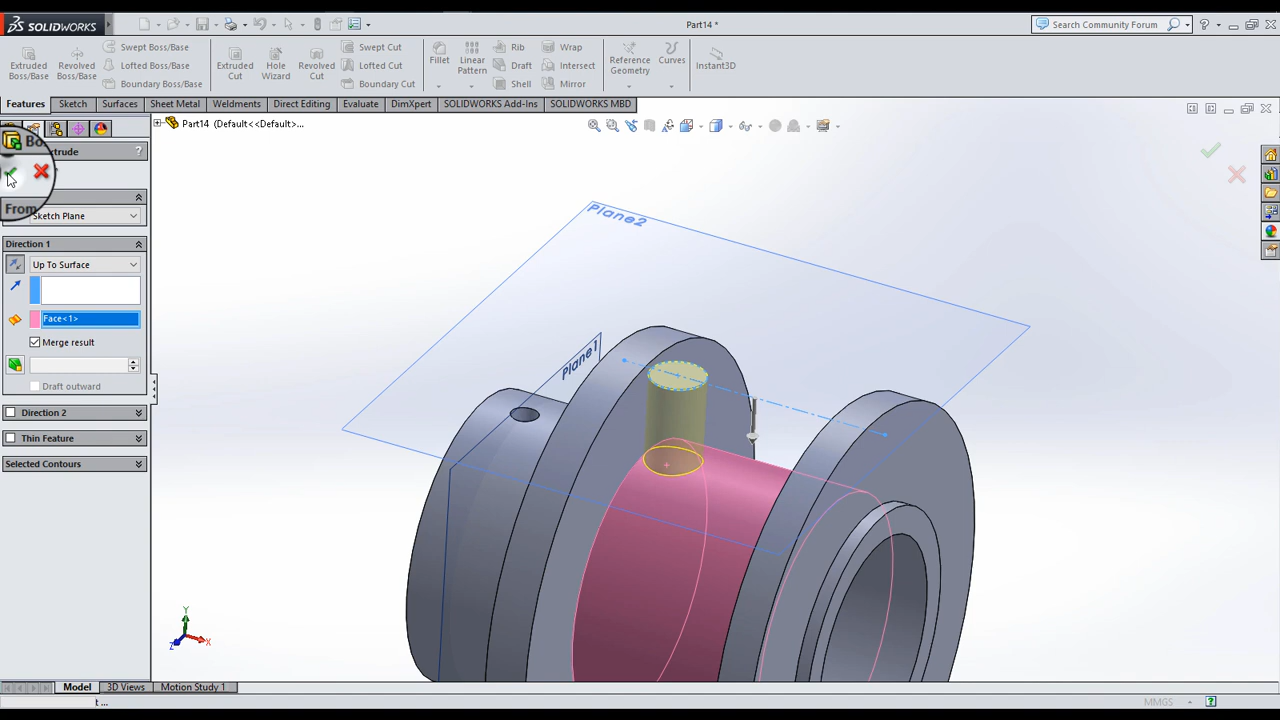 SOLIDWORKS
Part14 *
Search Community Forum
Extruded Boss/Base
Revolved Boss/Base
Swept Boss/Base
Lofted Boss/Base
Boundary Boss/Base
Extruded Cut
Hole Wizard
Revolved Cut
Swept Cut
Lofted Cut
Boundary Cut
Fillet
Linear Pattern
Rib
Draft
Shell
Wrap
Intersect
Mirror
Reference Geometry
Curves
Instant3D
Features
Sketch
Surfaces
Sheet Metal
Weldments
Direct Editing
Evaluate
DimXpert
SOLIDWORKS Add-Ins
SOLIDWORKS MBD
Part14 (Default<<Default>...
Bo
xtrude
?
From
Sketch Plane
Direction 1
Up To Surface
Face<1>
Merge result
Draft outward
Direction 2
Thin Feature
Selected Contours
Plane2
Plane1
Y
X
Z
Model
3D Views
Motion Study 1
t ...
MMGS
?